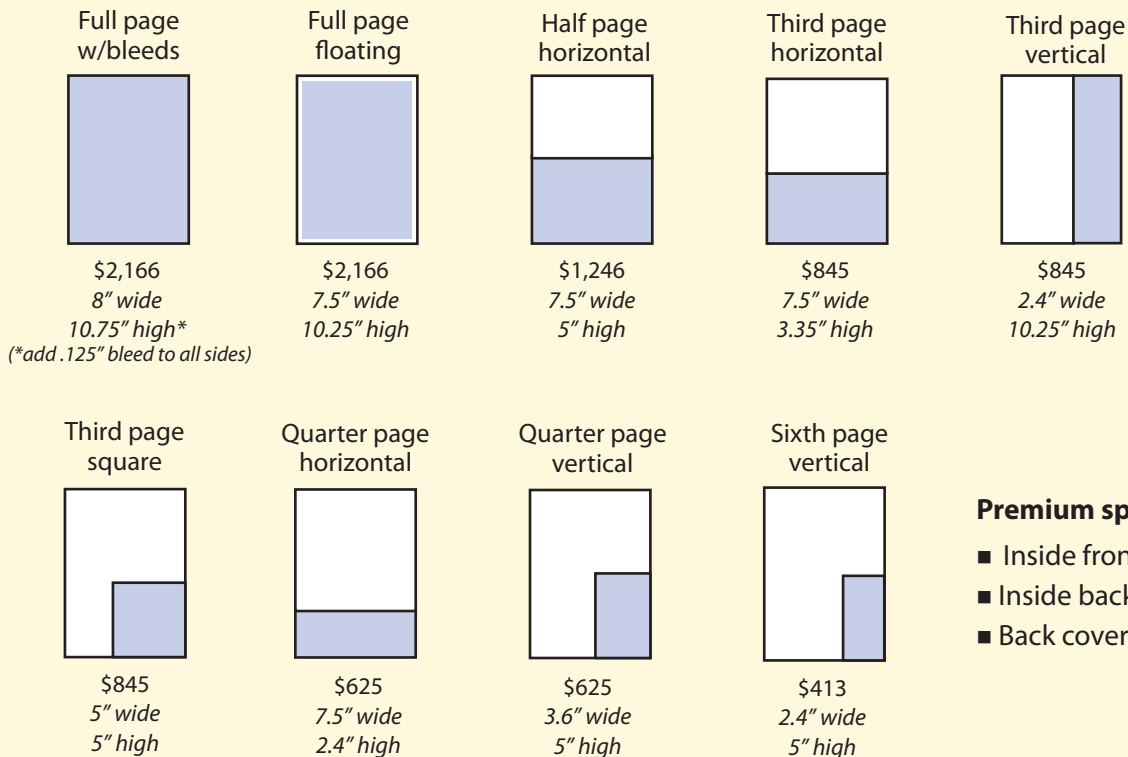 Full page
w/bleeds
$2,166
8” wide
10.75” high*
(*add .125” bleed to all sides)
Full page
floating
$2,166
7.5” wide
10.25” high
Half page
horizontal
$1,246
7.5” wide
5” high
Third page
horizontal
$845
7.5” wide
3.35” high
Third page
vertical
$845
2.4” wide
10.25” high
Third page
square
$845
5” wide
5” high
Quarter page
horizontal
$625
7.5” wide
2.4” high
Quarter page
vertical
$625
3.6” wide
5” high
Sixth page
vertical
$413
2.4” wide
5” high
Premium
■ Inside
■ Inside back
■ Back cover